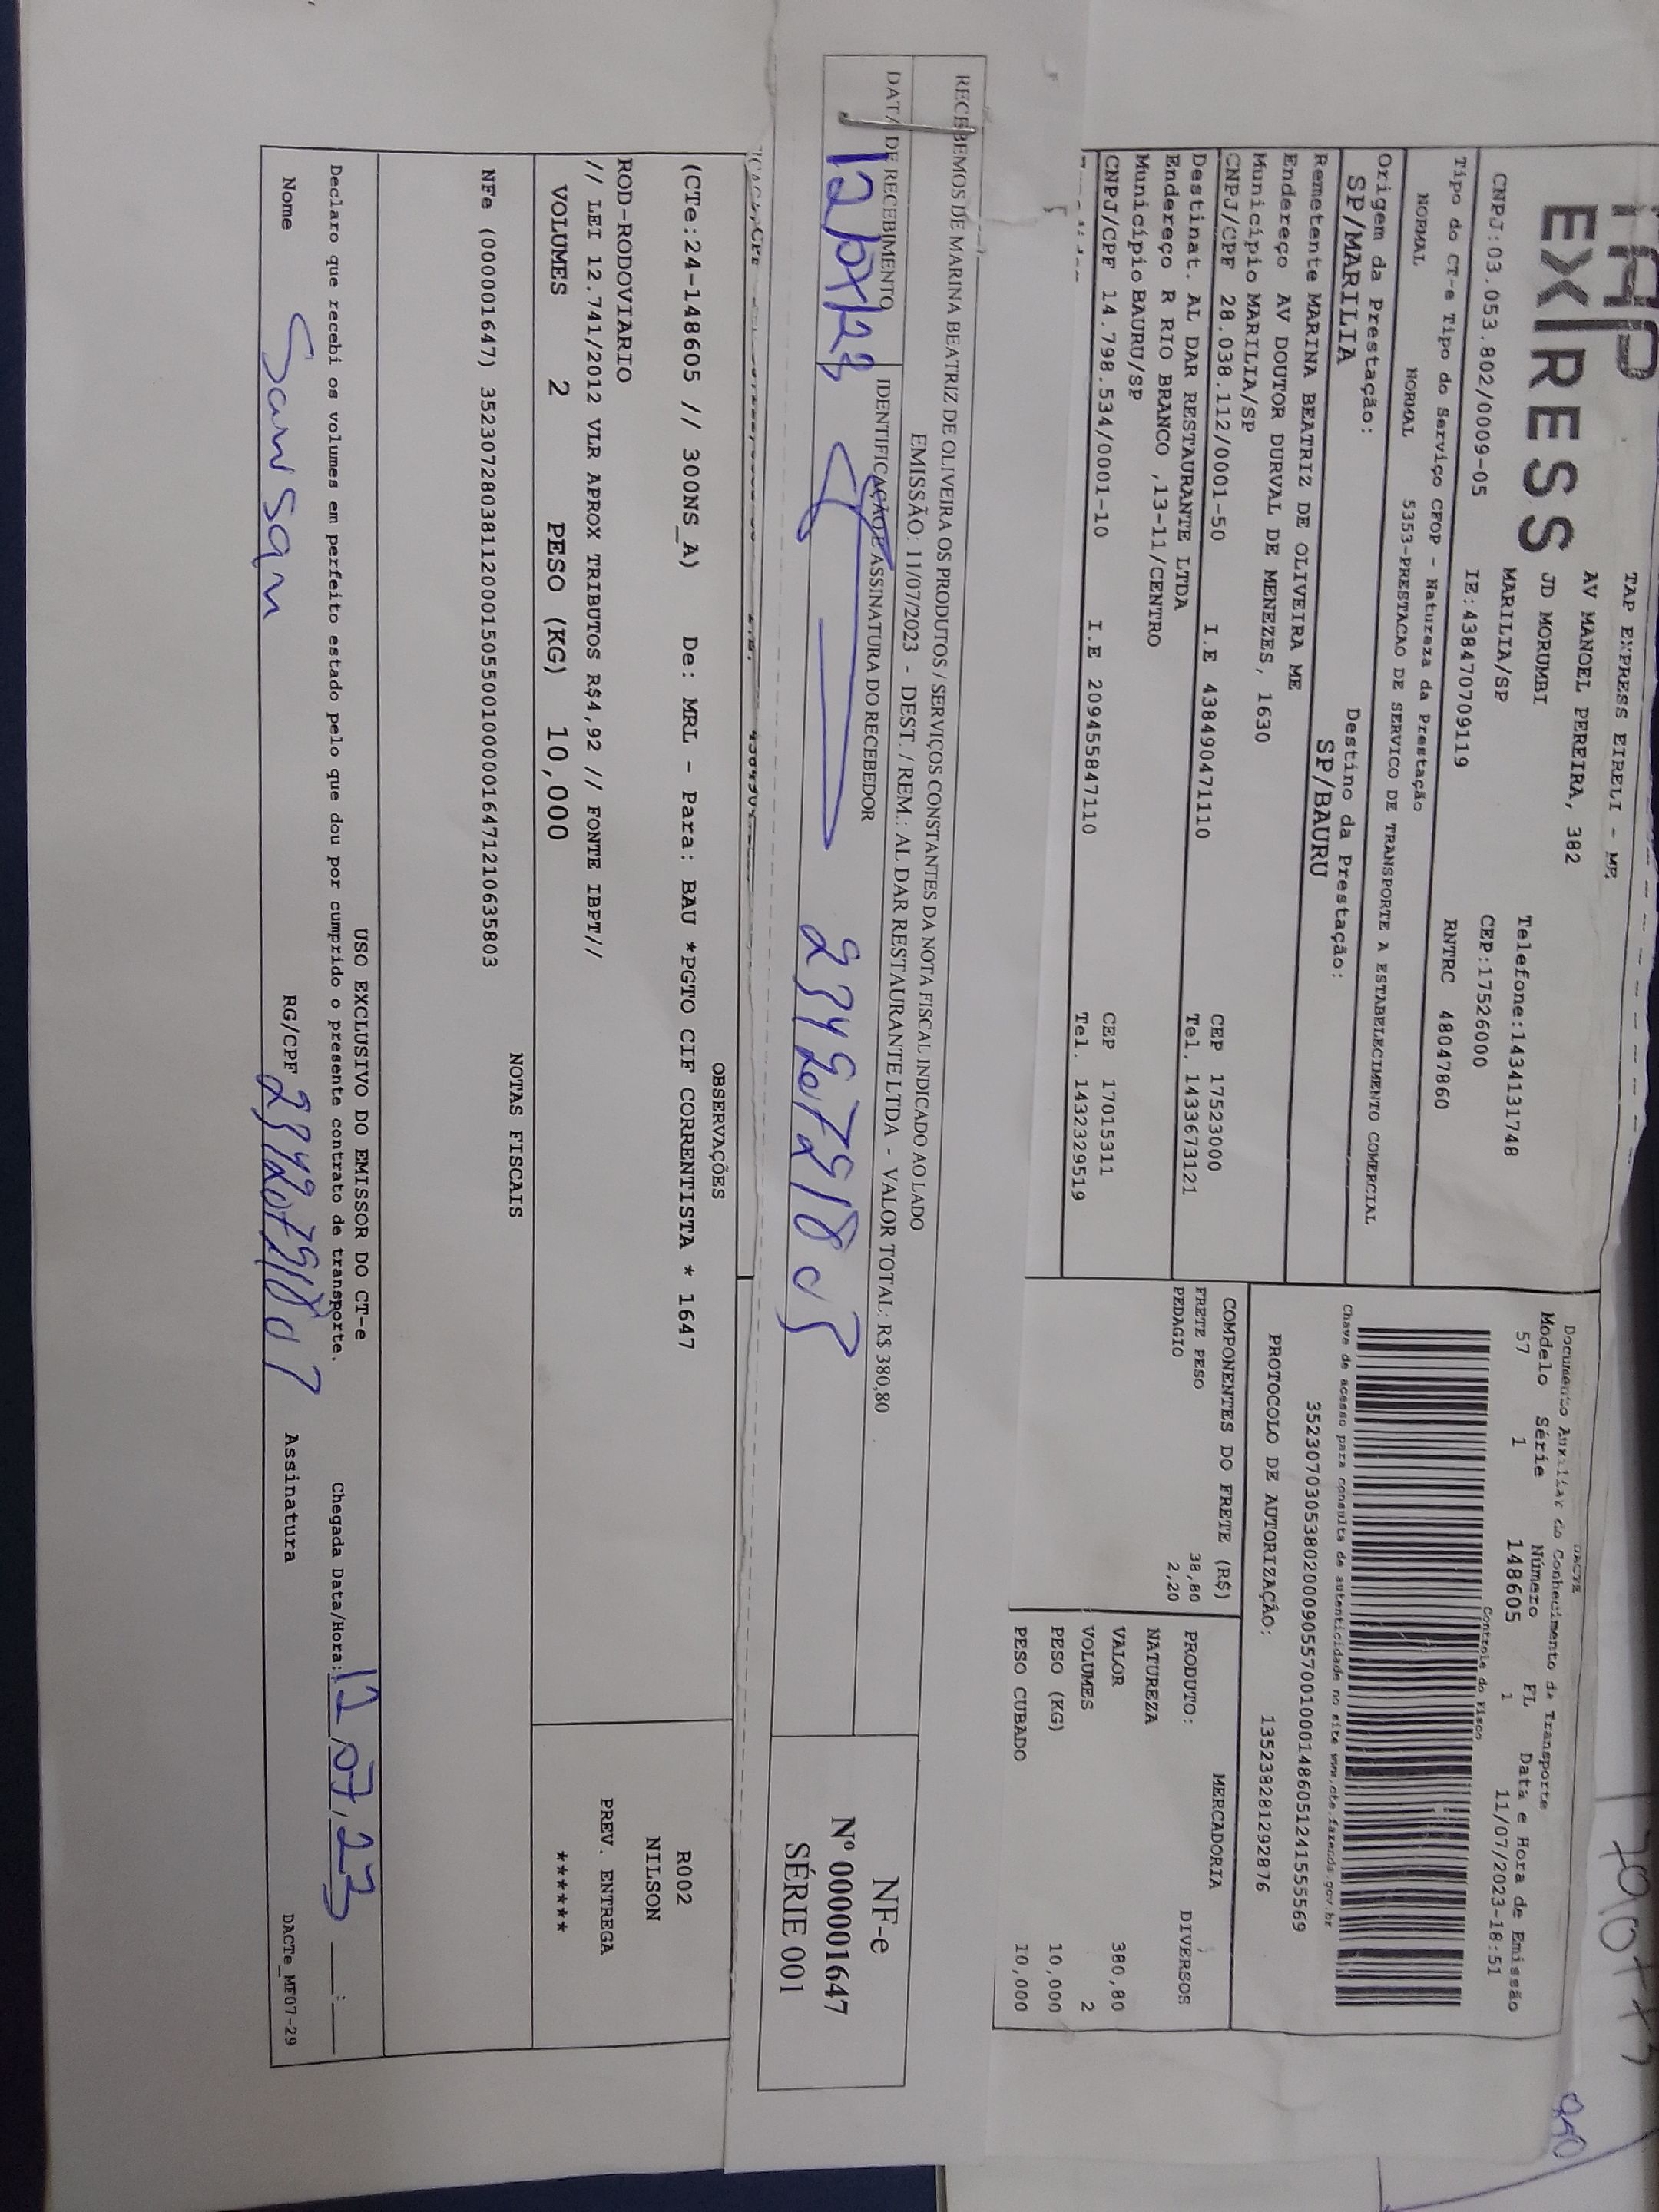 TAP
EXPRESS
TAP EXPRESS EIRELI - ME
AV MANOEL PEREIRA, 382
JD MORUMBI
MARILIA/SP
Telefone:1434131748
CEP:17526000
CNPJ:03.053.802/0009-05 IE:438470709119 RNTRC 48047860
Tipo do CT-e Tipo do Serviço CFOP - Natureza da Prestação
NORMAL NORMAL 5353-PRESTACAO DE SERVICO DE TRANSPORTE A ESTABELECIMENTO COMERCIAL
Origem da Prestação: Destino da Prestação:
SP/MARILIA SP/BAURU
Remetente MARINA BEATRIZ DE OLIVEIRA ME
Endereço AV DOUTOR DURVAL DE MENEZES, 1630
Município MARILIA/SP CEP 17523000
CNPJ/CPF 28.038.112/0001-50 I.E 438490471110 Tel. 1433673121
Destinat. AL DAR RESTAURANTE LTDA
Endereço R RIO BRANCO ,13-11/CENTRO
Município BAURU/SP CEP 17015311
CNPJ/CPF 14.798.534/0001-10 I.E 209455847110 Tel. 1432329519
DACTE
Documento Auxiliar do Conhecimento de Transporte
Modelo Série Número FL Data e Hora de Emissão
57 1 148605 1 11/07/2023-18:51
Controle do Fisco
Chave de acesso para consulta de autenticidade no site www.cte.fazenda.gov.br
35230703053802000905570010001486051241555569
PROTOCOLO DE AUTORIZAÇÃO: 135238281292876
COMPONENTES DO FRETE (R$)
FRETE PESO 38,80
PEDAGIO 2,20
MERCADORIA
PRODUTO: DIVERSOS
NATUREZA
VALOR 380,80
VOLUMES 2
PESO (KG) 10,000
PESO CUBADO 10,000
RECEBEMOS DE MARINA BEATRIZ DE OLIVEIRA OS PRODUTOS / SERVIÇOS CONSTANTES DA NOTA FISCAL INDICADO AO LADO
EMISSÃO: 11/07/2023 - DEST. / REM.: AL DAR RESTAURANTE LTDA - VALOR TOTAL: R$ 380,80
DATA DE RECEBIMENTO IDENTIFICAÇÃO E ASSINATURA DO RECEBEDOR
NF-e
Nº 000001647
SÉRIE 001
OBSERVAÇÕES
(CTe:24-148605 // 300NS_A) De: MRL - Para: BAU *PGTO CIF CORRENTISTA * 1647
R002
NILSON
ROD-RODOVIARIO
// LEI 12.741/2012 VLR APROX TRIBUTOS R$4,92 // FONTE IBPT//
PREV. ENTREGA
VOLUMES 2 PESO (KG) 10,000 *******
NOTAS FISCAIS
NFe (000001647) 35230728038112000150550010000016471210635803
USO EXCLUSIVO DO EMISSOR DO CT-e
Declaro que recebi os volumes em perfeito estado pelo que dou por cumprido o presente contrato de transporte. Chegada Data/Hora: 12/07/23 ___:___
Nome Sawsan RG/CPF Assinatura DACTe_MF07-29